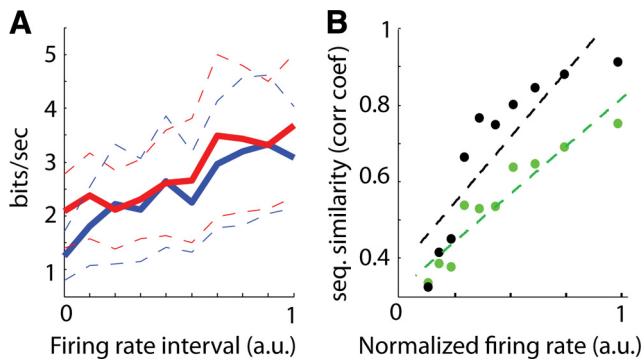 A
bits/sec
5
4
3
2
1
0
1
Firing rate interval (a.u.)
B
seq. similarity (corr coef)
1
0.8
0.6
0.4
0
1
Normalized firing rate (a.u.)